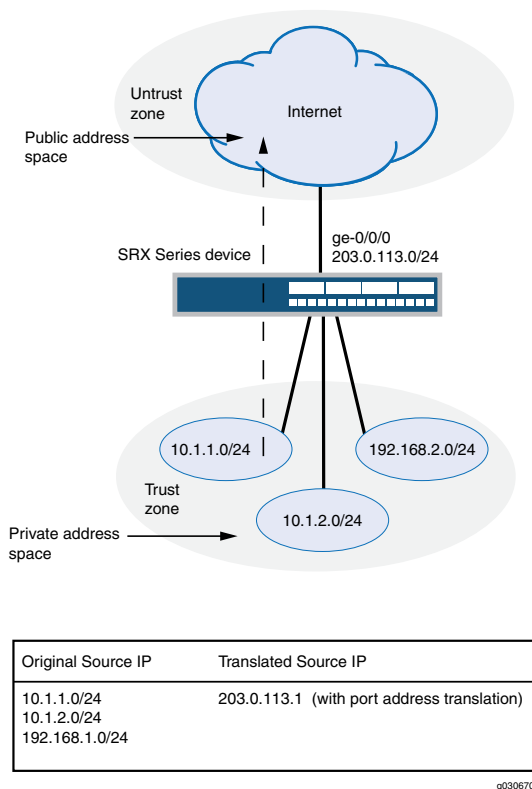 Untrust
zone
Internet
Public address
space
ge-0/0/0
203.0.113.0/24
SRX Series device
10.1.1.0/24
192.168.2.0/24
Trust
zone
10.1.2.0/24
Private address
space
Original Source IP Translated Source IP
10.1.1.0/24 203.0.113.1 (with port address translation)
10.1.2.0/24
192.168.1.0/24
g030670